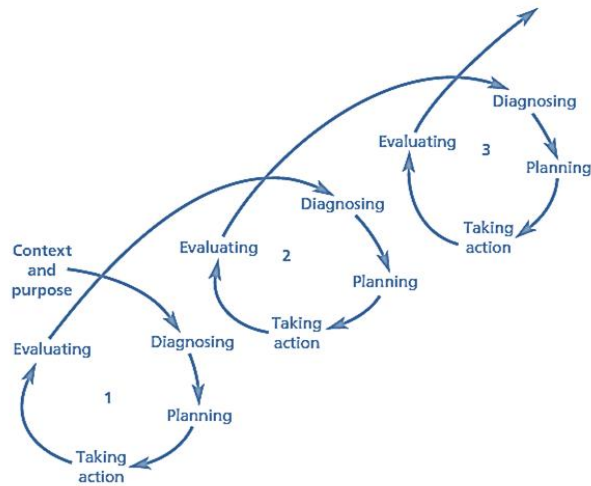 Context
and
purpose
Diagnosing
Planning
Taking
action
Evaluating
1
Diagnosing
Planning
Taking
action
Evaluating
2
Diagnosing
Planning
Taking
action
Evaluating
3